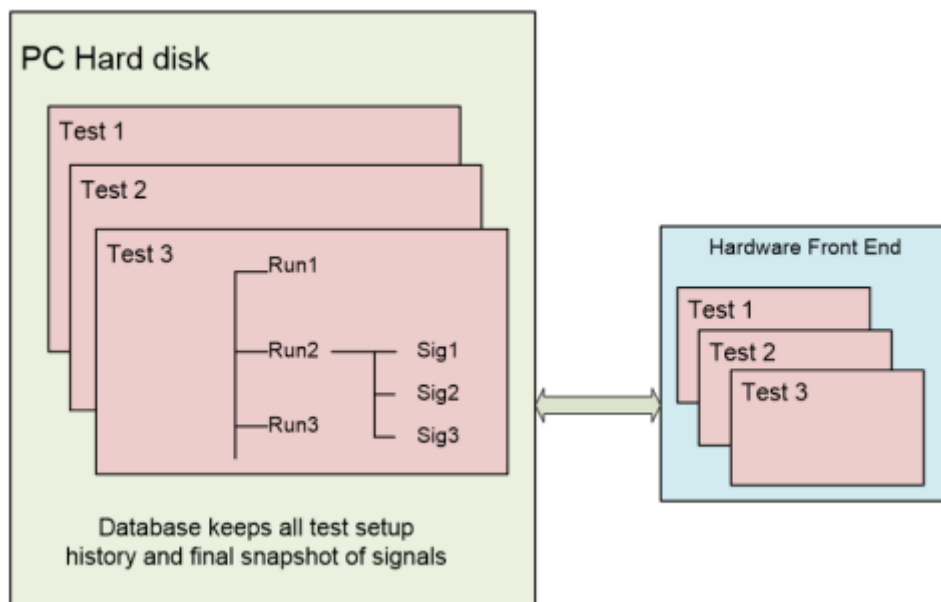 PC Hard disk
Test 1
Test 2
Test 3
Run1
Run2
Sig1
Sig2
Run3
Sig3
Database keeps all test setup
history and final snapshot of signals
Hardware Front End
Test 1
Test 2
Test 3